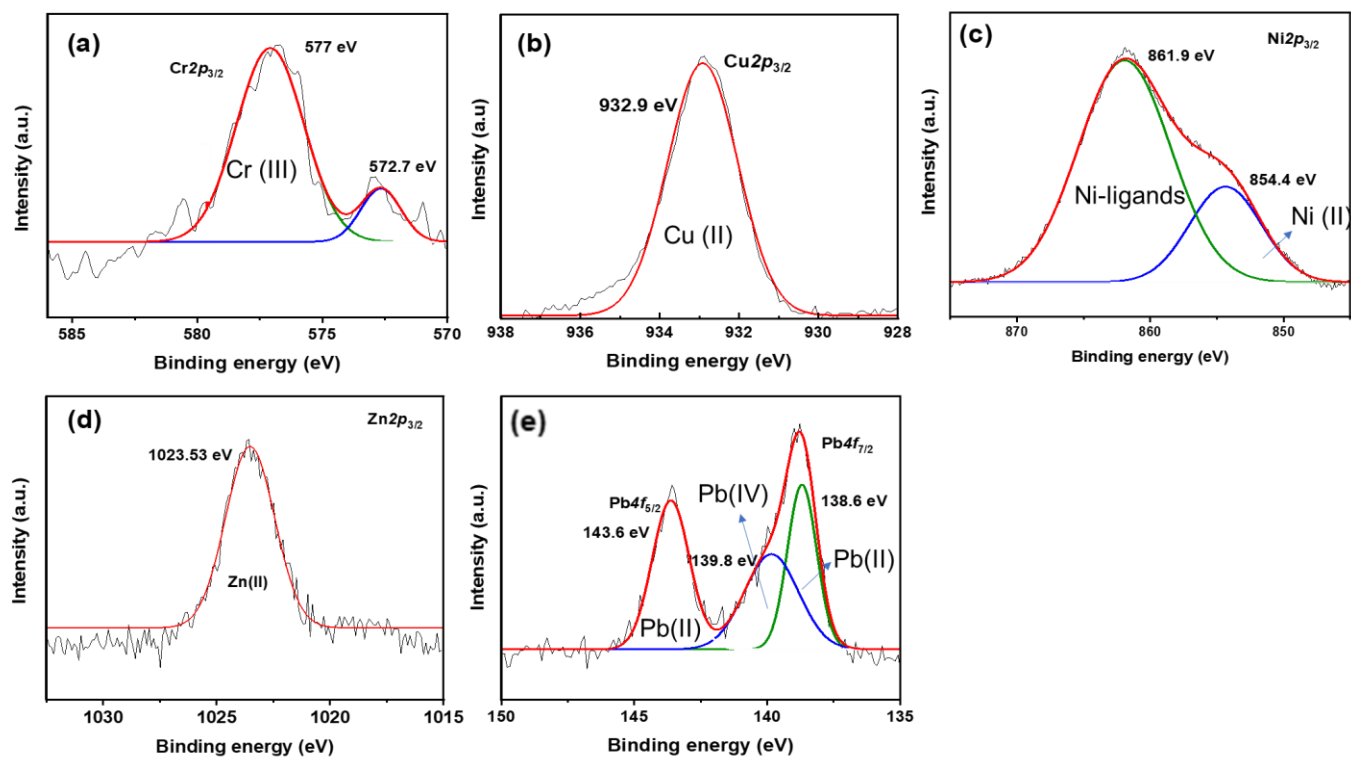 (a)
Cr2p3/2
577 eV
572.7 eV
Cr (III)
Intensity (a.u)
585
580
575
570
Binding energy (eV)
(b)
Cu2p3/2
932.9 eV
Cu (II)
Intensity (a.u)
938
936
934
932
930
928
Binding energy (eV)
(c)
Ni2p3/2
861.9 eV
854.4 eV
Ni-ligands
Ni (II)
Intensity (a.u.)
870
860
850
Binding energy (eV)
(d)
Zn2p3/2
1023.53 eV
Zn(II)
Intensity (a.u.)
1030
1025
1020
1015
Binding energy (eV)
(e)
Pb4f7/2
Pb(IV)
138.6 eV
Pb4f5/2
143.6 eV
139.8 eV
Pb(II)
Pb(II)
Intensity (a.u.)
150
145
140
135
Binding energy (eV)